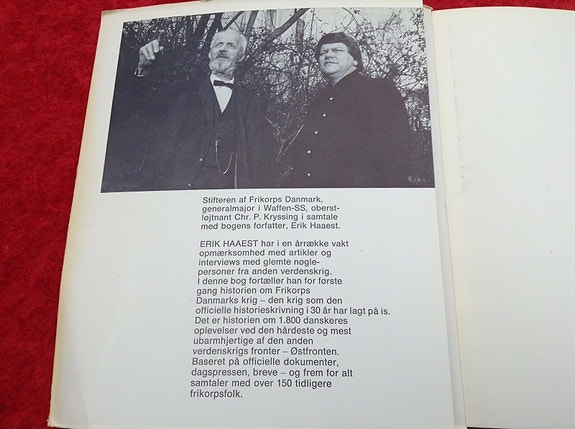 Stifteren af Frikorps Danmark,
generalmajor i Waffen-SS, oberst-
løjtnant Chr. P. Kryssing i samtale
med bogens forfatter, Erik Haaest.
ERIK HAAEST har i en årrække vakt
opmærksomhed med artikler og
interviews med glemte nøgle-
personer fra anden verdenskrig.
I denne bog fortæller han for første
gang historien om Frikorps
Danmarks krig – den krig som den
officielle historieskrivning i 30 år har lagt på is.
Det er historien om 1.800 danskeres
oplevelser ved den hårdeste og mest
ubarmhjertige af den anden
verdenskrigs fronter – Østfronten.
Baseret på officielle dokumenter,
dagspressen, breve – og frem for alt
samtaler med over 150 tidligere
frikorpsfolk.